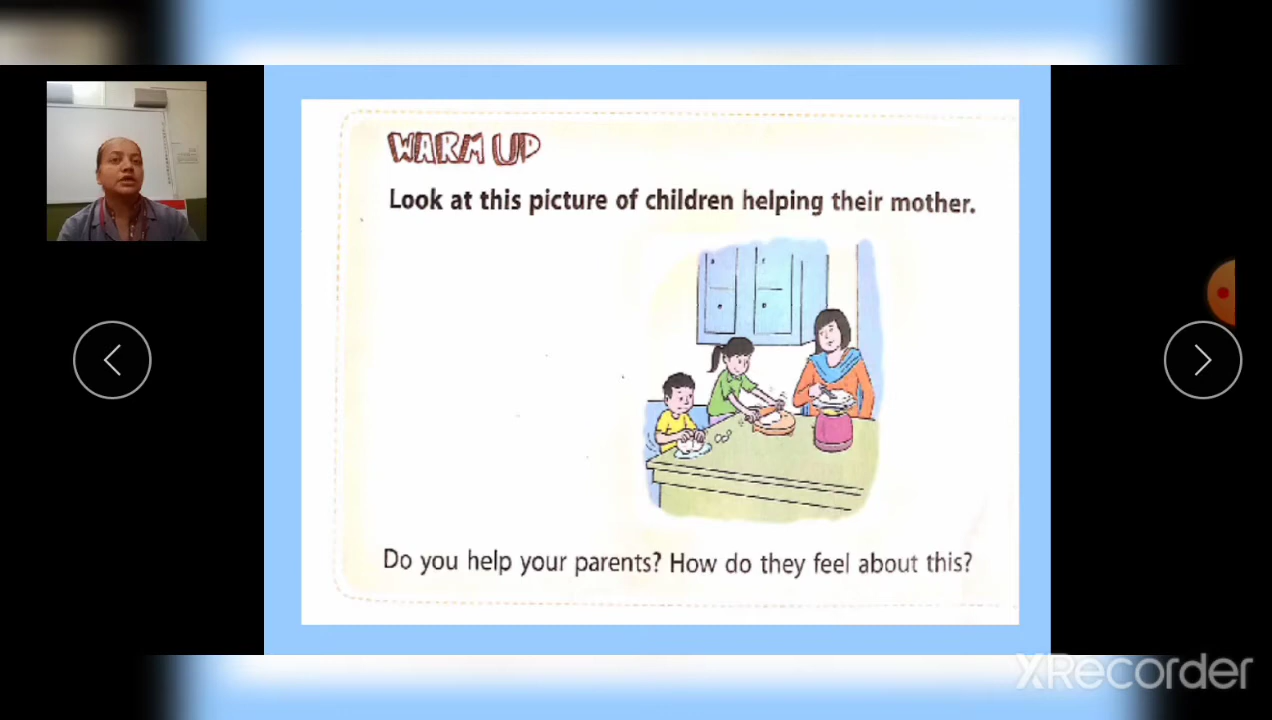 WARM UP
Look at this picture of children helping their mother.
Do you help your parents? How do they feel about this?
XRecorder